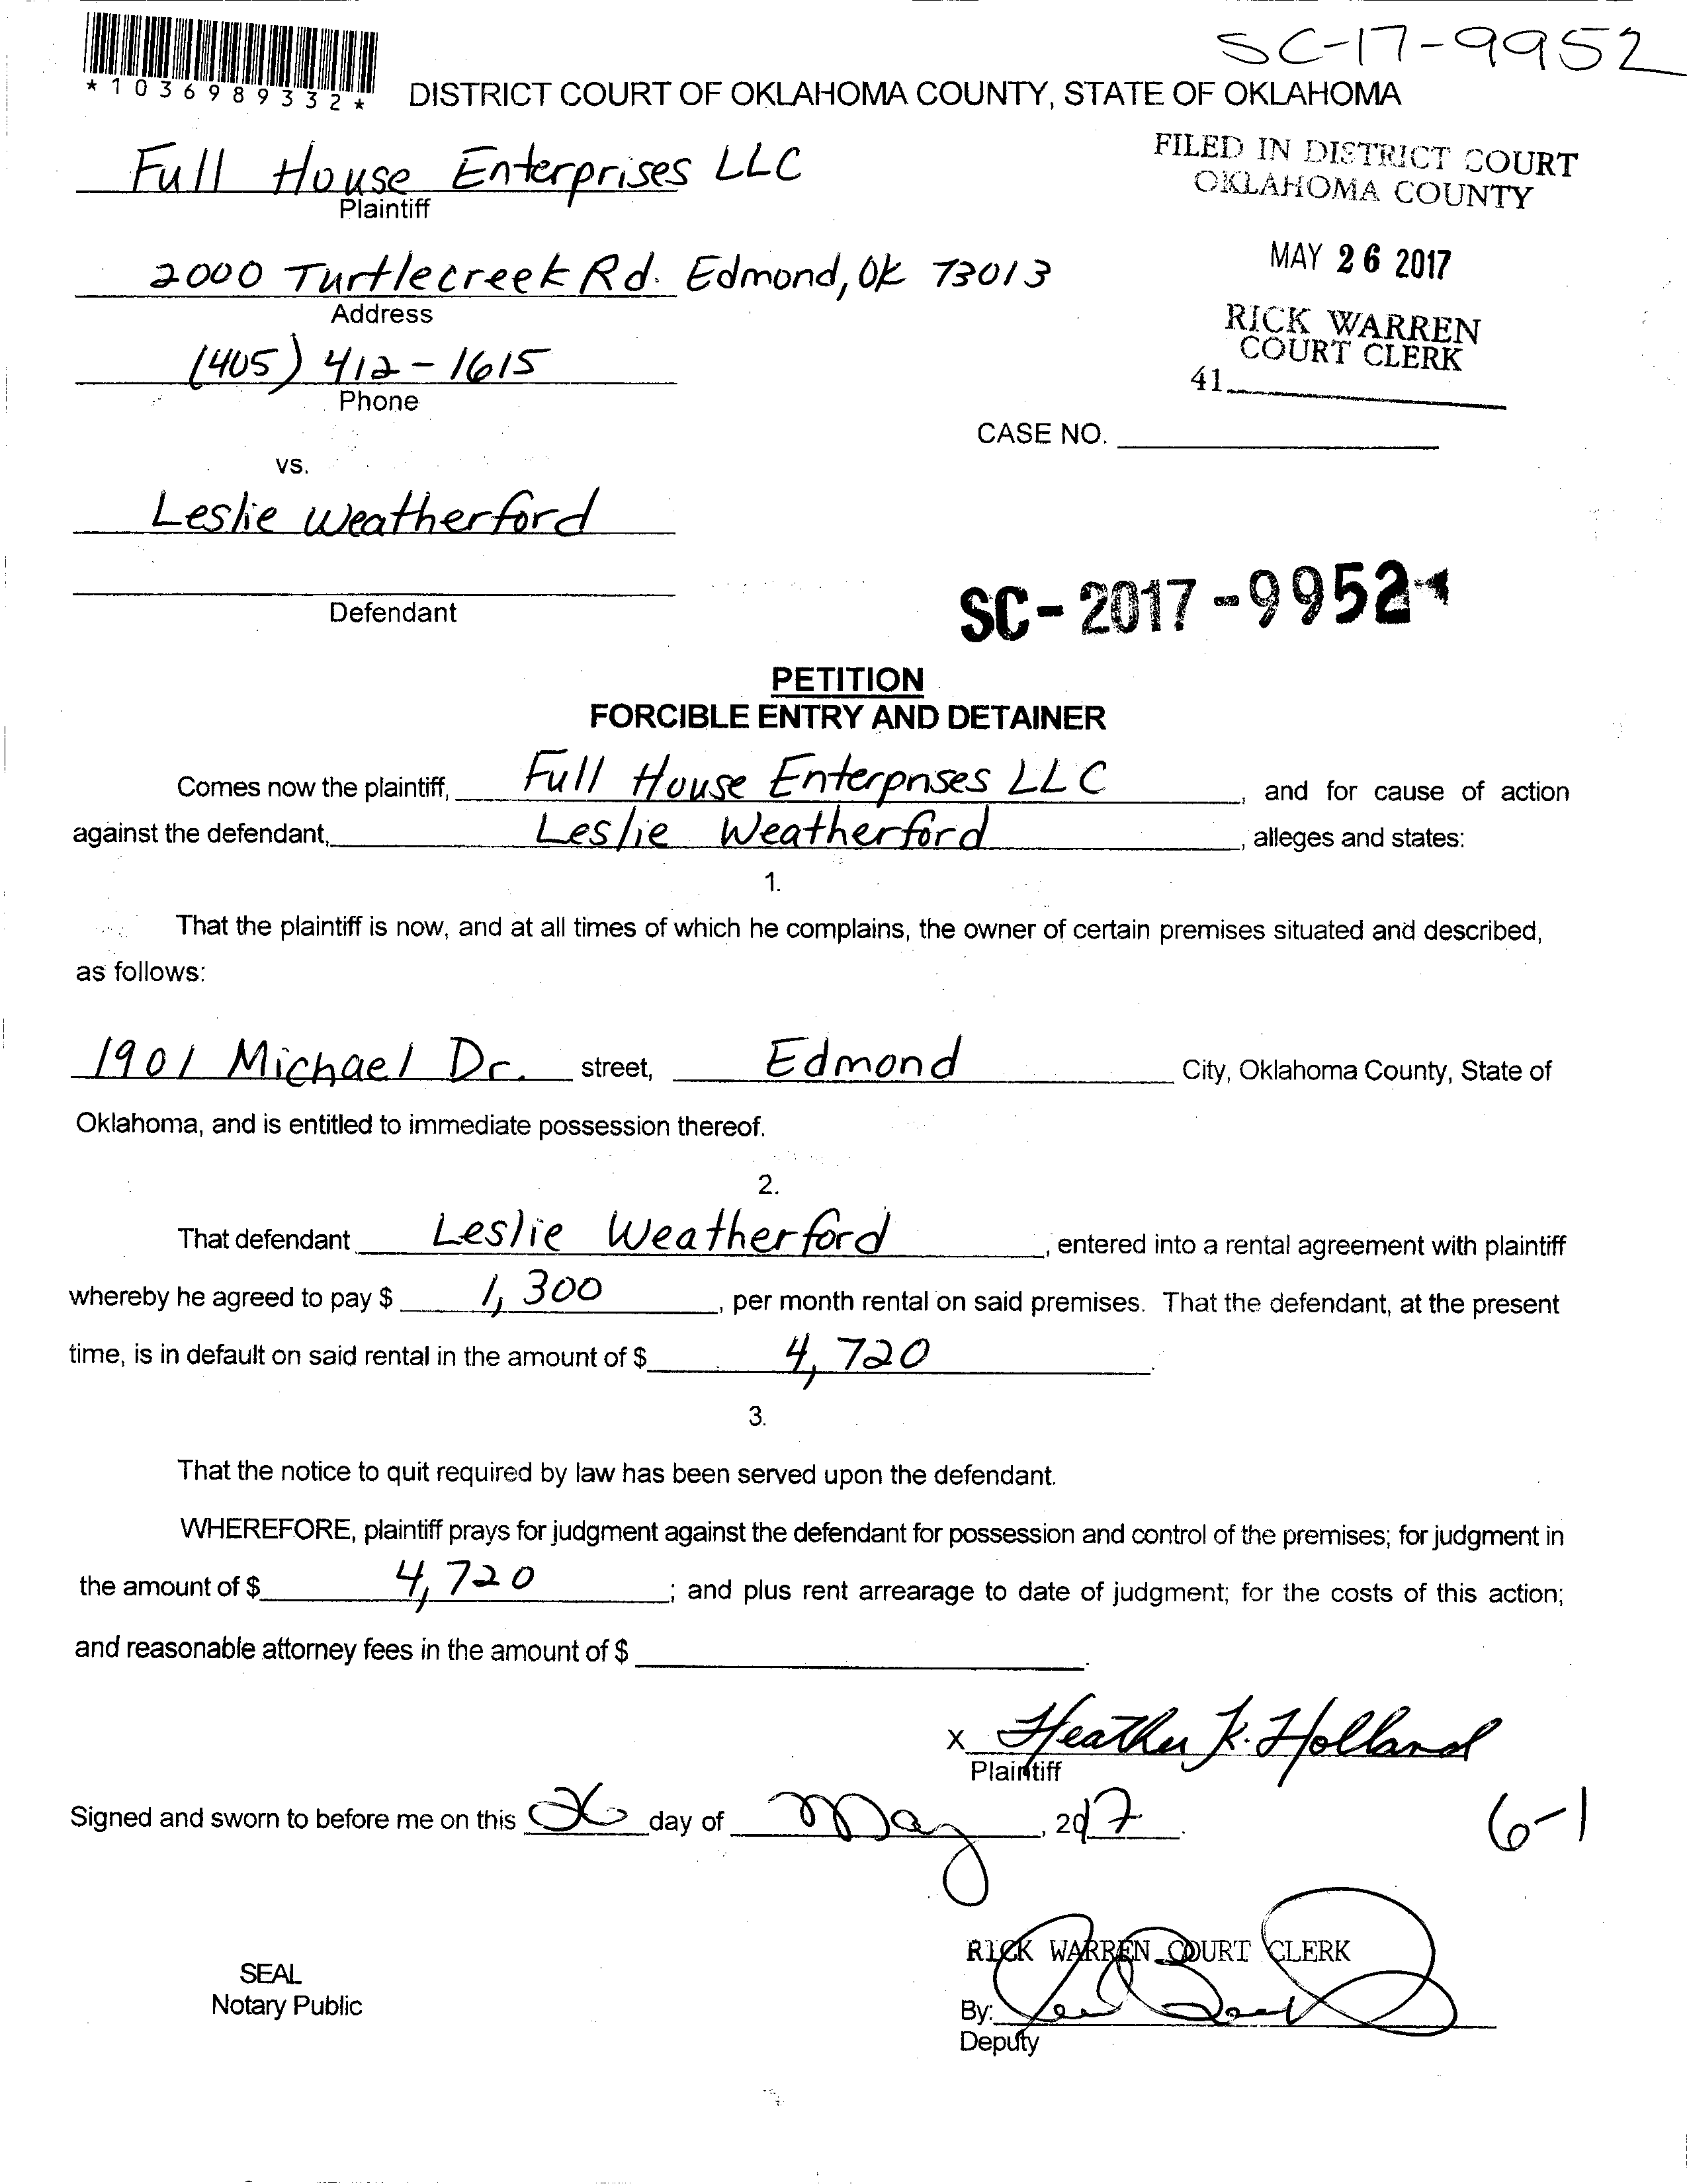 SC-17-9952
*1036989332*
DISTRICT COURT OF OKLAHOMA COUNTY, STATE OF OKLAHOMA
Full House Enterprises LLC
Plaintiff
FILED IN DISTRICT COURT
OKLAHOMA COUNTY
2000 Turtlecreek Rd. Edmond, OK 73013
Address
MAY 26 2017
(405) 412-1615
Phone
RICK WARREN
COURT CLERK
41
CASE NO.
vs.
Leslie Weatherford
Defendant
SC-2017-9952
PETITION
FORCIBLE ENTRY AND DETAINER
Comes now the plaintiff, Full House Enterprises LLC, and for cause of action
against the defendant, Leslie Weatherford, alleges and states:
1.
That the plaintiff is now, and at all times of which he complains, the owner of certain premises situated and described,
as follows:
1901 Michael Dr. street, Edmond City, Oklahoma County, State of
Oklahoma, and is entitled to immediate possession thereof.
2.
That defendant Leslie Weatherford, entered into a rental agreement with plaintiff
whereby he agreed to pay $ 1,300, per month rental on said premises. That the defendant, at the present
time, is in default on said rental in the amount of $ 4,720.
3.
That the notice to quit required by law has been served upon the defendant.
WHEREFORE, plaintiff prays for judgment against the defendant for possession and control of the premises; for judgment in
the amount of $ 4,720; and plus rent arrearage to date of judgment; for the costs of this action;
and reasonable attorney fees in the amount of $ .
X Heather K. Holland
Plaintiff
Signed and sworn to before me on this 26 day of May, 2017.
6-1
RICK WARREN COURT CLERK
SEAL
Notary Public
By:
Deputy